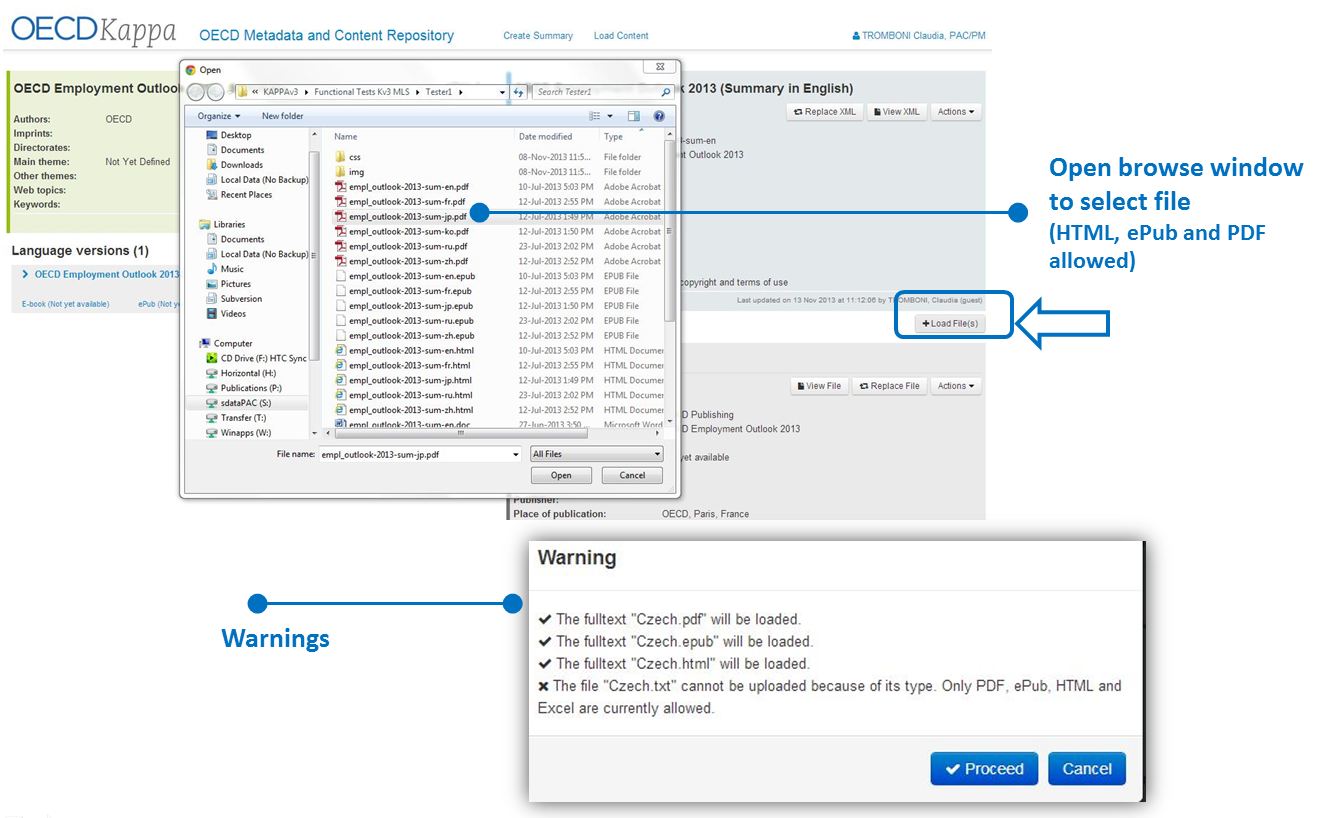 OECD Kappa
OECD Metadata and Content Repository
Create Summary
Load Content
TROMBONI Claudia, PAC/PM
OECD Employment Outloo
2013 (Summary in English)
Authors: OECD
Imprints:
Directorates:
Main theme: Not Yet Defined
Other themes:
Web topics:
Keywords:
Language versions (1)
OECD Employment Outlook 2013
E-book (Not yet available)
ePub (Not ye
Open
« KAPPAv3 Functional Tests Kv3 MLS Tester1
Search Tester1
Organize New folder
Desktop
Documents
Downloads
Local Data (No Backup)
Recent Places
Libraries
Documents
Local Data (No Backup)
Music
Pictures
Subversion
Videos
Computer
CD Drive (F:) HTC Sync
Horizontal (H:)
Publications (P:)
sdataPAC (S:)
Transfer (T:)
Winapps (W:)
Name Date modified Type
css 08-Nov-2013 11:5... File folder
img 08-Nov-2013 11:5... File folder
empl_outlook-2013-sum-en.pdf 10-Jul-2013 5:03 PM Adobe Acrobat
empl_outlook-2013-sum-fr.pdf 12-Jul-2013 2:55 PM Adobe Acrobat
empl_outlook-2013-sum-jp.pdf 12-Jul-2013 1:49 PM Adobe Acrobat
empl_outlook-2013-sum-ko.pdf 12-Jul-2013 2:55 PM Adobe Acrobat
empl_outlook-2013-sum-ru.pdf 23-Jul-2013 2:02 PM Adobe Acrobat
empl_outlook-2013-sum-zh.pdf 12-Jul-2013 2:52 PM Adobe Acrobat
empl_outlook-2013-sum-en.epub 10-Jul-2013 5:03 PM EPUB File
empl_outlook-2013-sum-fr.epub 12-Jul-2013 2:55 PM EPUB File
empl_outlook-2013-sum-jp.epub 12-Jul-2013 1:50 PM EPUB File
empl_outlook-2013-sum-ru.epub 23-Jul-2013 2:02 PM EPUB File
empl_outlook-2013-sum-zh.epub 12-Jul-2013 2:52 PM EPUB File
empl_outlook-2013-sum-en.html 10-Jul-2013 5:03 PM HTML Documen
empl_outlook-2013-sum-fr.html 12-Jul-2013 2:55 PM HTML Documen
empl_outlook-2013-sum-jp.html 12-Jul-2013 1:49 PM HTML Documen
empl_outlook-2013-sum-ru.html 23-Jul-2013 2:02 PM HTML Documen
empl_outlook-2013-sum-zh.html 12-Jul-2013 2:52 PM HTML Documen
empl_outlook-2013-sum-en.doc 27-Jun-2013 3:50 ... Microsoft Word
File name: empl_outlook-2013-sum-jp.pdf
All Files
Open
Cancel
Replace XML
View XML
Actions
-sum-en
nt Outlook 2013
copyright and terms of use
Last updated on 13 Nov 2013 at 11:12:06 by TROMBONI, Claudia (guest)
Load File(s)
View File
Replace File
Actions
D Publishing
D Employment Outlook 2013
yet available
Publisher:
Place of publication: OECD, Paris, France
Open browse window
to select file
(HTML, ePub and PDF
allowed)
Warnings
Warning
✔ The fulltext "Czech.pdf" will be loaded.
✔ The fulltext "Czech.epub" will be loaded.
✔ The fulltext "Czech.html" will be loaded.
✖ The file "Czech.txt" cannot be uploaded because of its type. Only PDF, ePub, HTML and
Excel are currently allowed.
✔ Proceed
Cancel